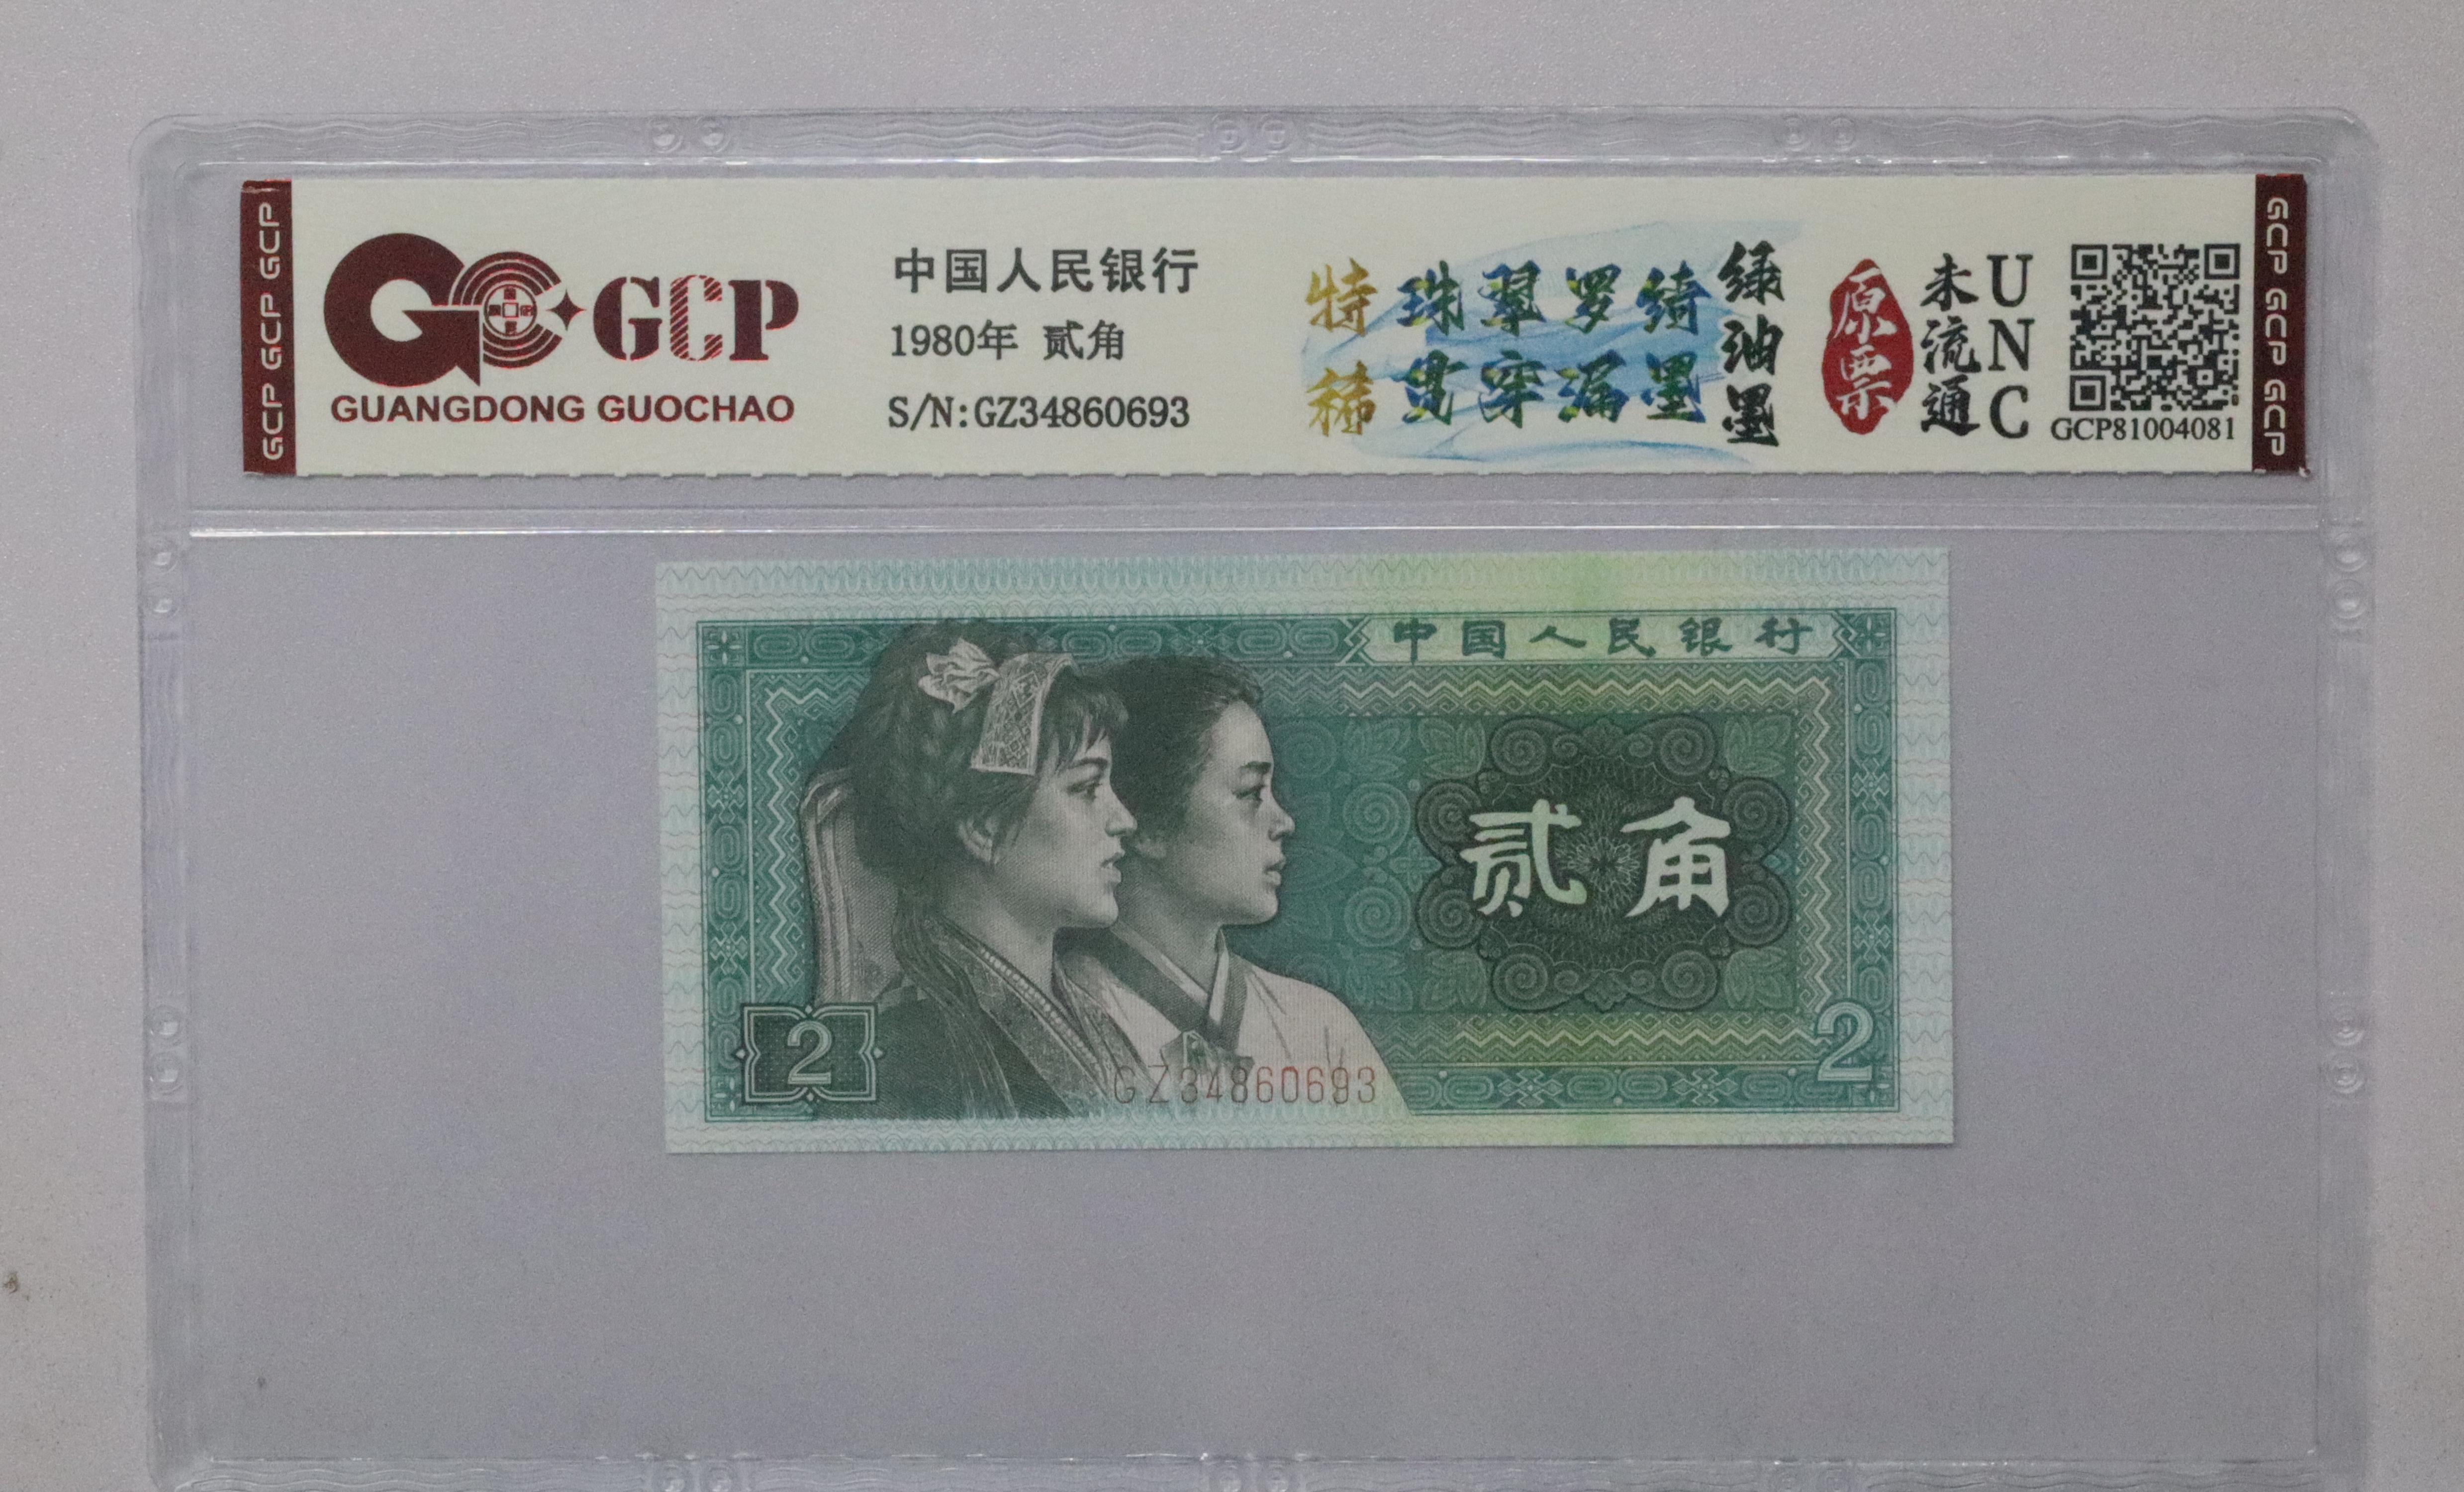 GCP GCP GCP
GCP
GUANGDONG GUOCHAO
中国人民银行
1980年 贰角
S/N:GZ34860693
特稀
珠翠罗绮
贯穿漏墨
绿油墨
原票
未流通
UNC
GCP81004081
GCP GCP GCP
中国人民银行
贰角
2
GZ34860693
2